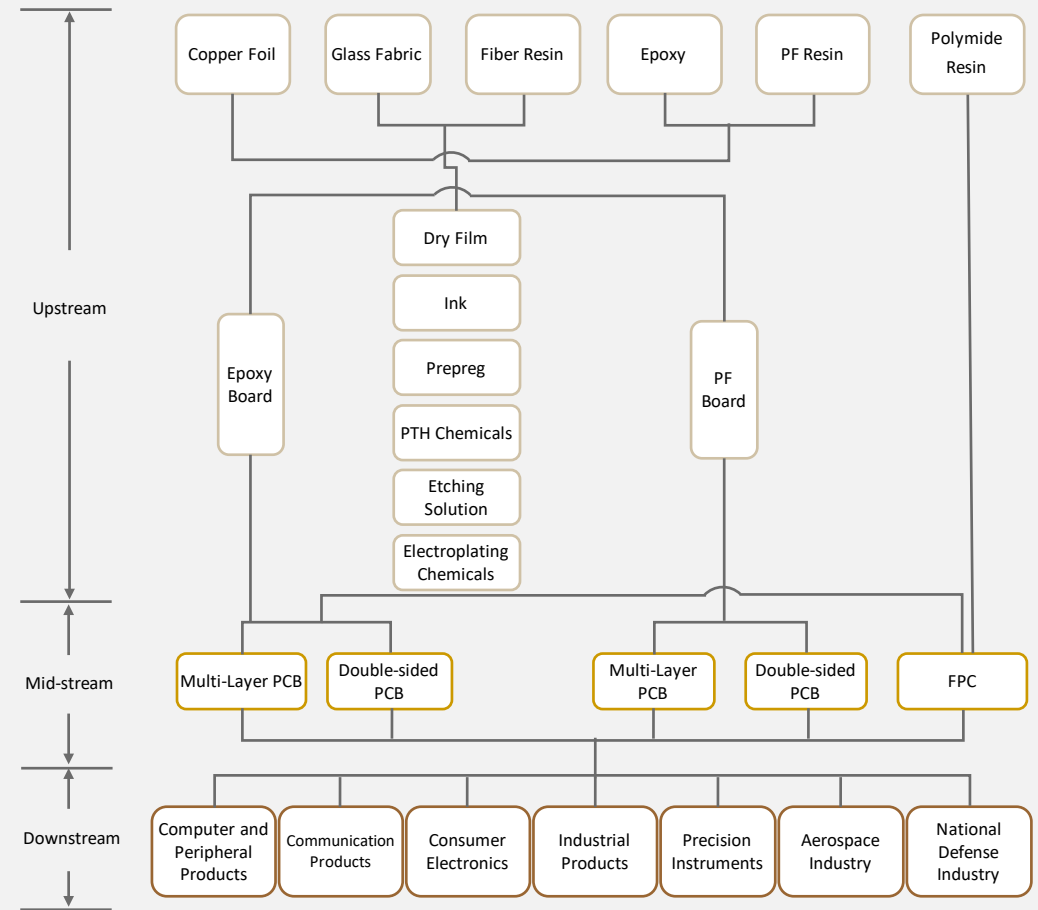 Copper Foil
Glass Fabric
Fiber Resin
Epoxy
PF Resin
Polymide
Resin
Dry Film
Ink
Upstream
Prepreg
Epoxy
Board
PF
Board
PTH Chemicals
Etching
Solution
Electroplating
Chemicals
Mid-stream
Multi-Layer PCB
Double-sided
PCB
Multi-Layer
PCB
Double-sided
PCB
FPC
Downstream
Computer and
Peripheral
Products
Communication
Products
Consumer
Electronics
Industrial
Products
Precision
Instruments
Aerospace
Industry
National
Defense
Industry